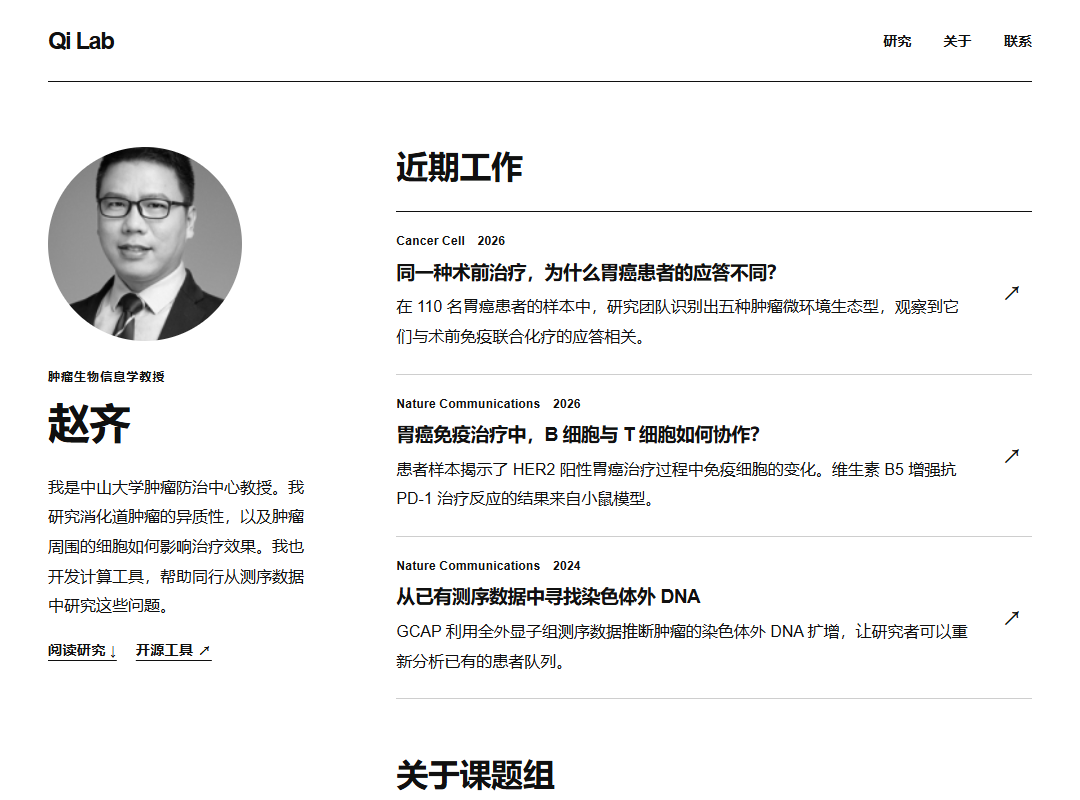 Qi Lab
研究 关于 联系
肿瘤生物信息学教授
赵齐
我是中山大学肿瘤防治中心教授。我
研究消化道肿瘤的异质性，以及肿瘤
周围的细胞如何影响治疗效果。我也
开发计算工具，帮助同行从测序数据
中研究这些问题。
阅读研究 ↓ 开源工具 ↗
近期工作
Cancer Cell 2026
同一种术前治疗，为什么胃癌患者的应答不同？
在 110 名胃癌患者的样本中，研究团队识别出五种肿瘤微环境生态型，观察到它
们与术前免疫联合化疗的应答相关。
↗
Nature Communications 2026
胃癌免疫治疗中，B 细胞与 T 细胞如何协作？
患者样本揭示了 HER2 阳性胃癌治疗过程中免疫细胞的变化。维生素 B5 增强抗
PD-1 治疗反应的结果来自小鼠模型。
↗
Nature Communications 2024
从已有测序数据中寻找染色体外 DNA
GCAP 利用全外显子组测序数据推断肿瘤的染色体外 DNA 扩增，让研究者可以重
新分析已有的患者队列。
↗
关于课题组